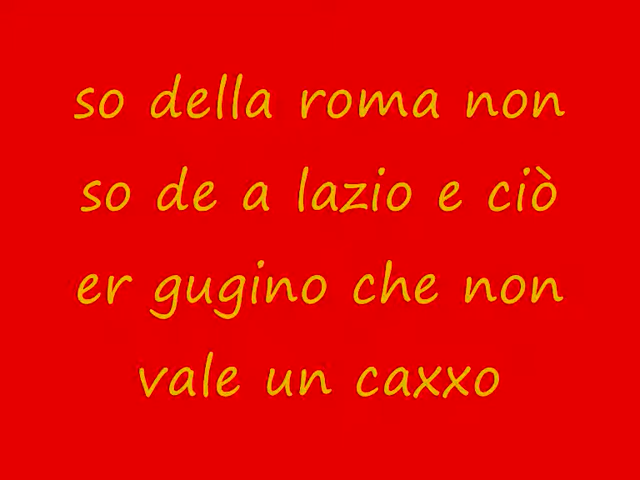 so della roma non
so de a lazio e ciò
er gugino che non
vale un caxxo